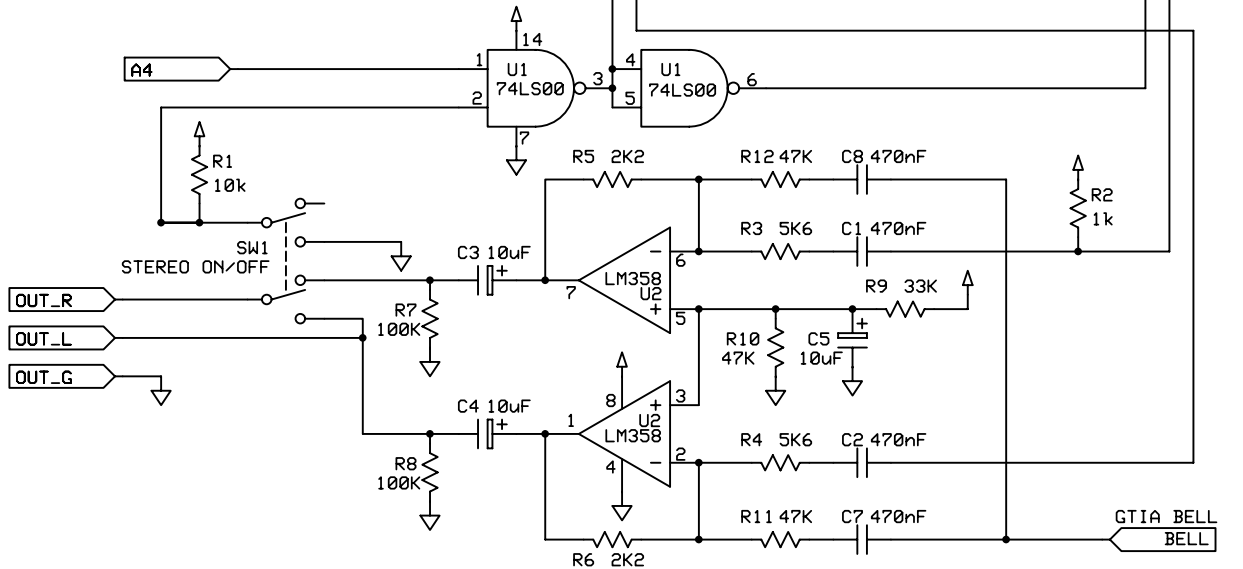 14
A4
1
U1
74LS00
3
4
U1
74LS00
6
2
5
7
R1
10k
R5 2K2
R12 47K
C8 470nF
R2
1k
R3 5K6
C1 470nF
SW1
STEREO ON/OFF
C3 10uF
+
−
6
LM358
U2
+
7
5
R9 33K
OUT_R
R7
100K
R10
47K
C5
10uF
+
OUT_L
OUT_G
C4 10uF
+
8
3
+
U2
LM358
1
−
2
4
R4 5K6
C2 470nF
R8
100K
R11 47K
C7 470nF
GTIA BELL
BELL
R6 2K2